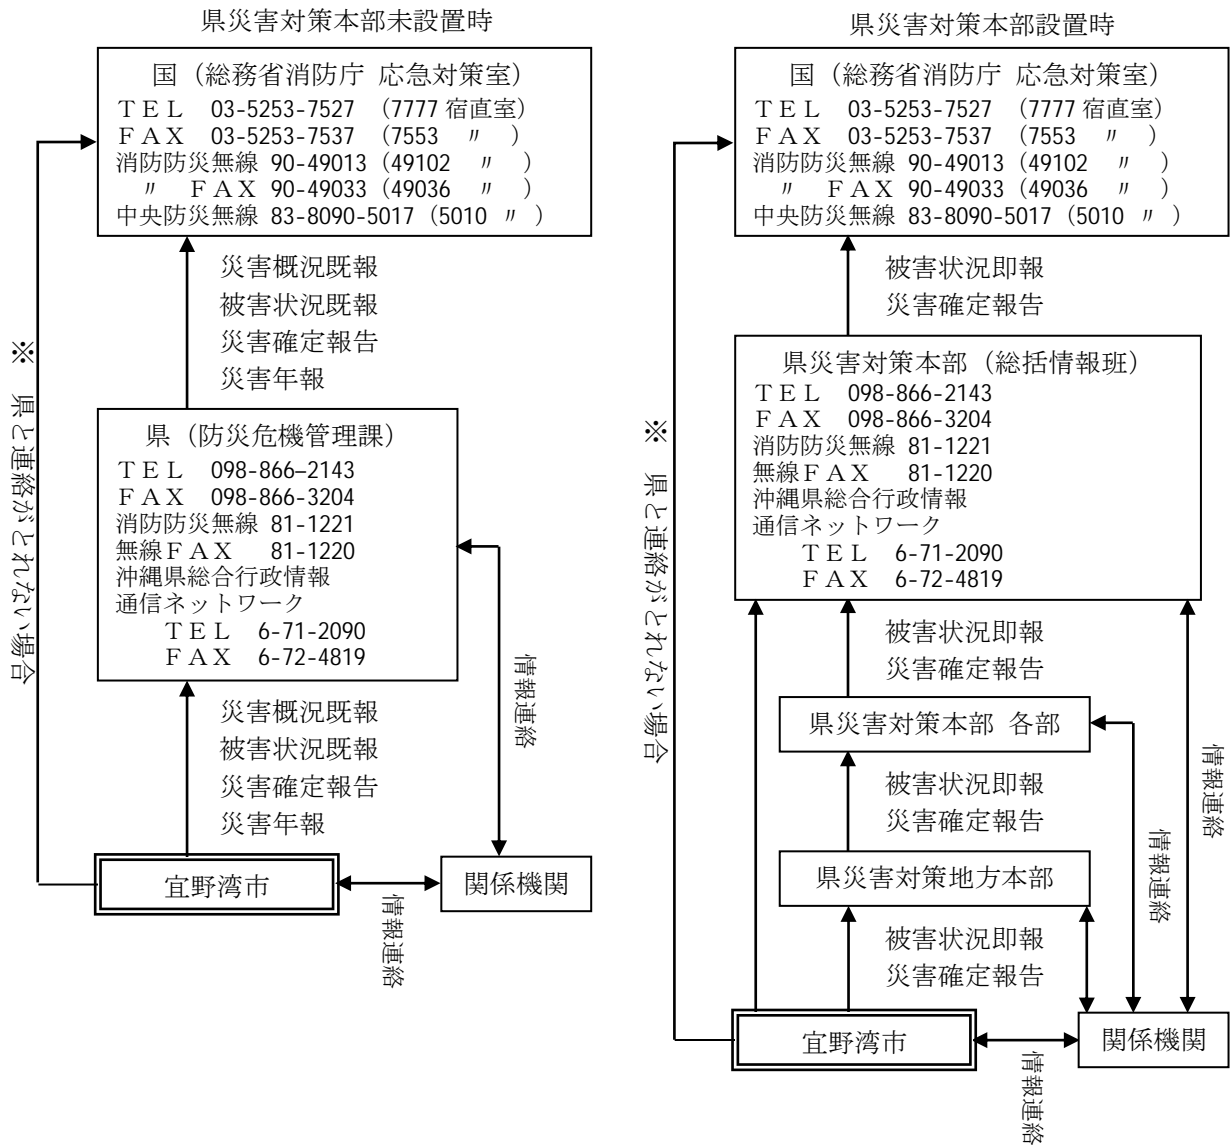 県災害対策本部未設置時
国（総務省消防庁 応急対策室）
ＴＥＬ 03-5253-7527 （7777 宿直室）
ＦＡＸ 03-5253-7537 （7553 〃 ）
消防防災無線 90-49013（49102 〃 ）
〃 ＦＡＸ 90-49033（49036 〃 ）
中央防災無線 83-8090-5017（5010 〃 ）
災害概況既報
被害状況既報
災害確定報告
災害年報
※ 県と連絡がとれない場合
県（防災危機管理課）
ＴＥＬ 098-866–2143
ＦＡＸ 098-866-3204
消防防災無線 81-1221
無線ＦＡＸ 81-1220
沖縄県総合行政情報
通信ネットワーク
ＴＥＬ 6-71-2090
ＦＡＸ 6-72-4819
情報連絡
災害概況既報
被害状況既報
災害確定報告
災害年報
宜野湾市
情報連絡
関係機関
県災害対策本部設置時
国（総務省消防庁 応急対策室）
ＴＥＬ 03-5253-7527 （7777 宿直室）
ＦＡＸ 03-5253-7537 （7553 〃 ）
消防防災無線 90-49013（49102 〃 ）
〃 ＦＡＸ 90-49033（49036 〃 ）
中央防災無線 83-8090-5017（5010 〃 ）
被害状況即報
災害確定報告
※ 県と連絡がとれない場合
県災害対策本部（総括情報班）
ＴＥＬ 098-866-2143
ＦＡＸ 098-866-3204
消防防災無線 81-1221
無線ＦＡＸ 81-1220
沖縄県総合行政情報
通信ネットワーク
ＴＥＬ 6-71-2090
ＦＡＸ 6-72-4819
被害状況即報
災害確定報告
県災害対策本部 各部
情報連絡
被害状況即報
災害確定報告
情報連絡
県災害対策地方本部
被害状況即報
災害確定報告
宜野湾市
情報連絡
関係機関